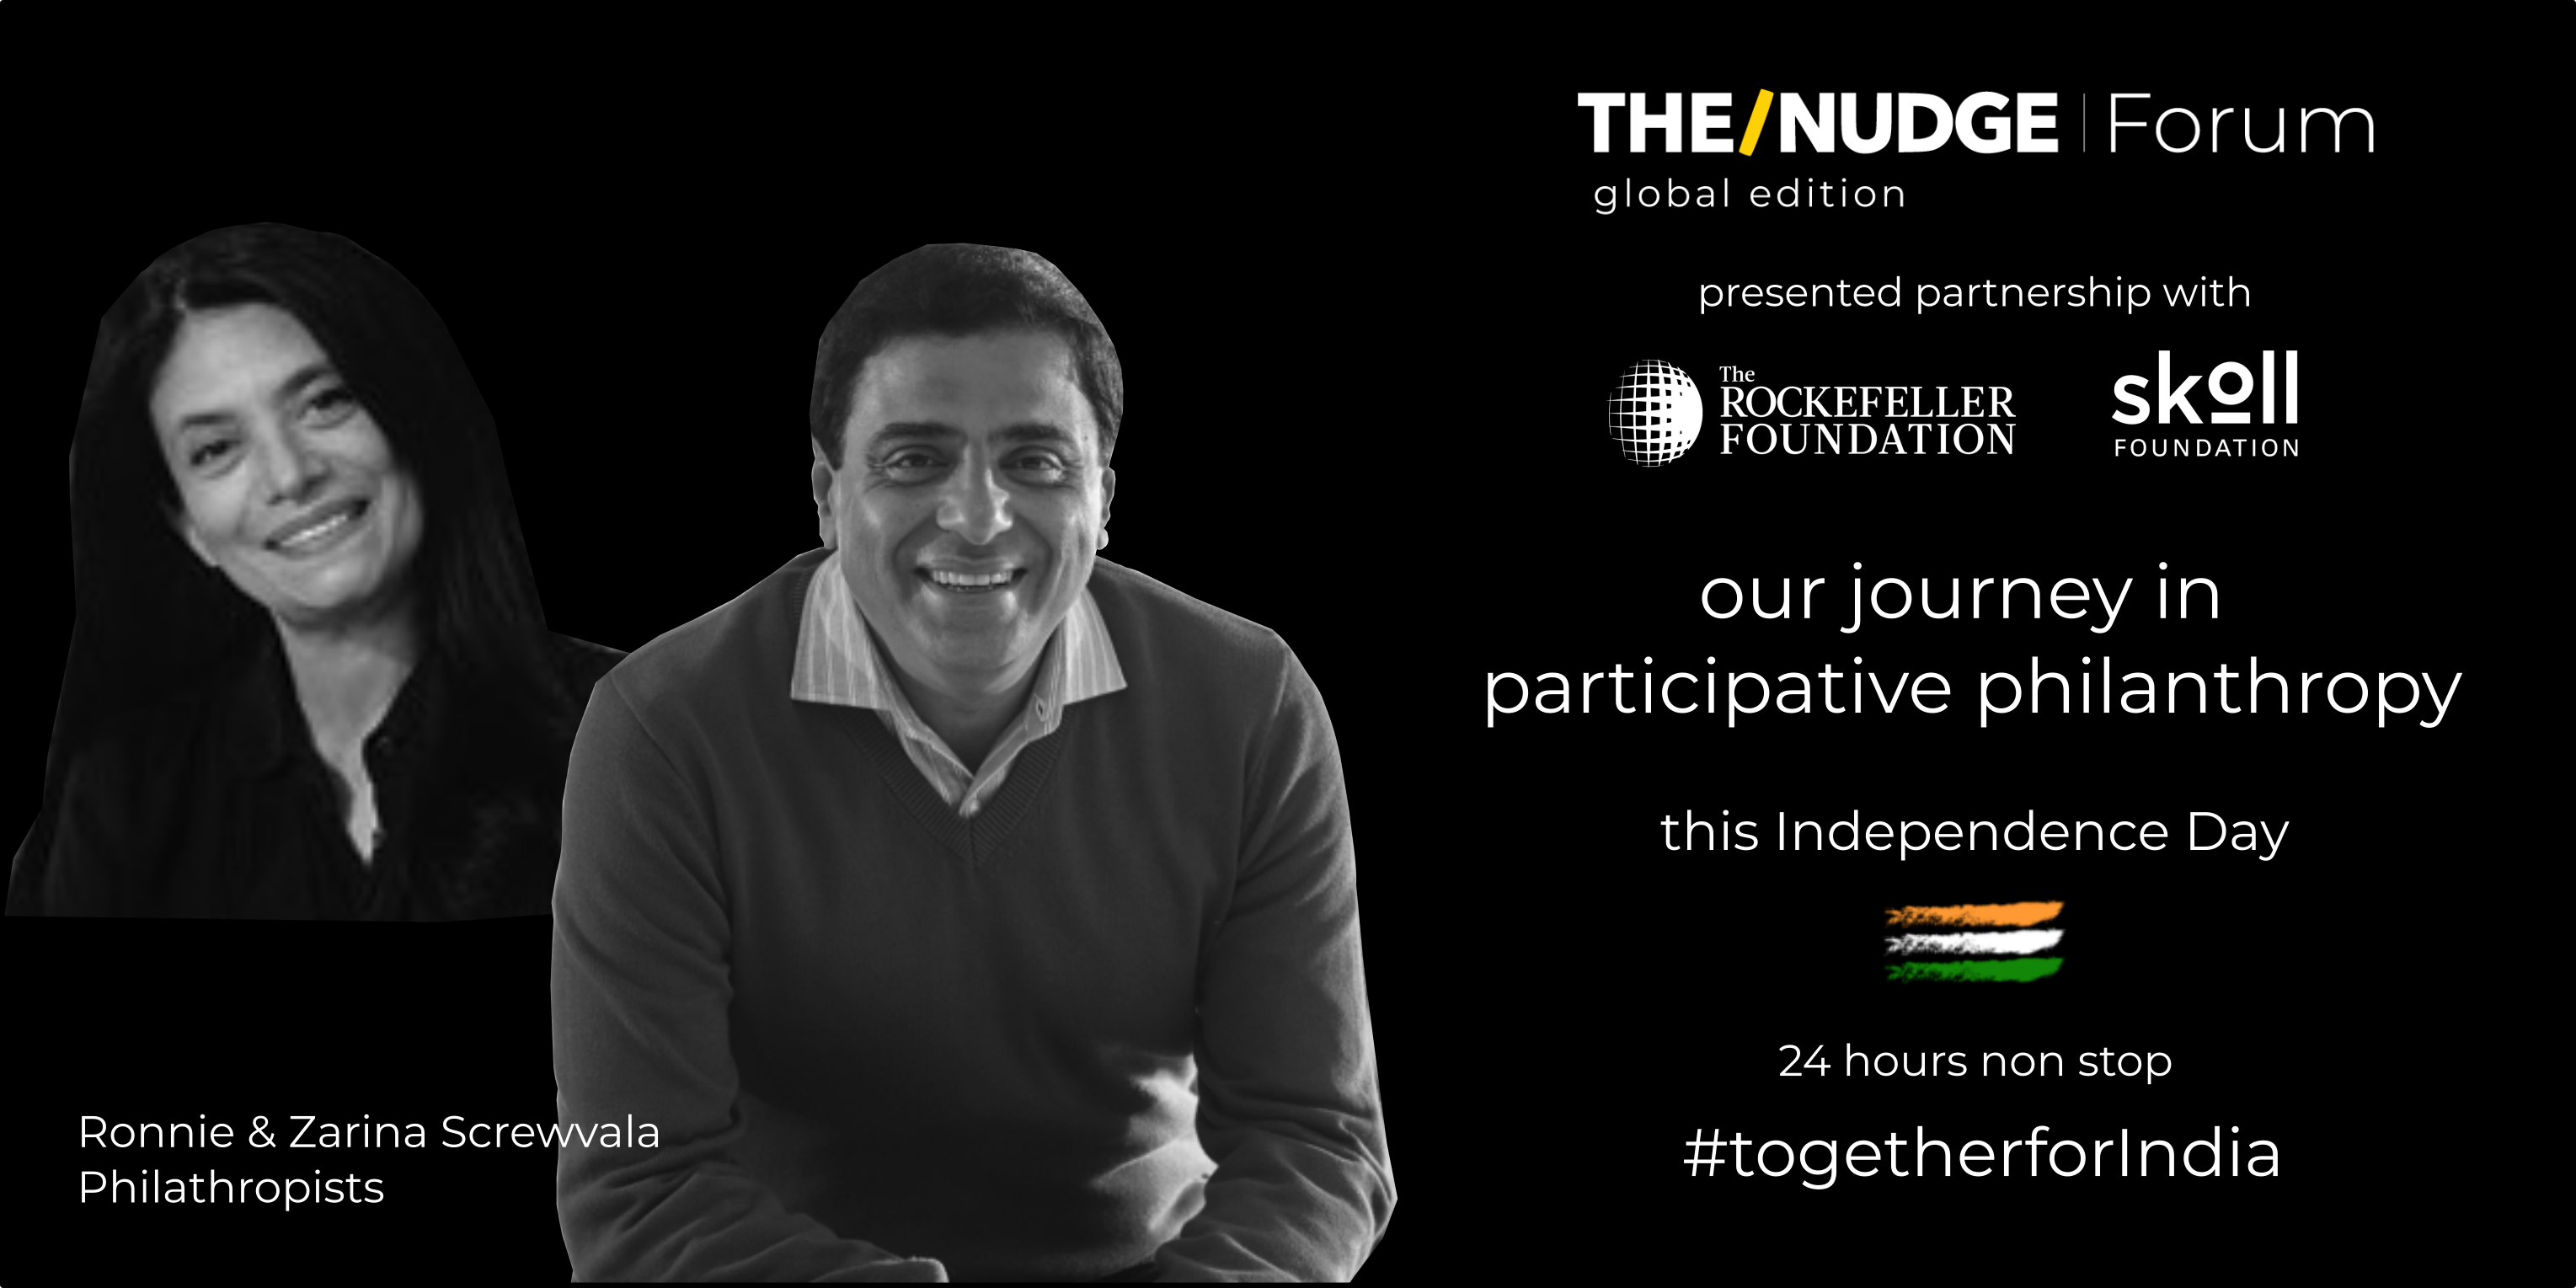 THE/NUDGE | Forum
global edition
presented partnership with
The
ROCKEFELLER
FOUNDATION
skoll
FOUNDATION
our journey in
participative philanthropy
this Independence Day
24 hours non stop
#togetherforIndia
Ronnie & Zarina Screwvala
Philathropists